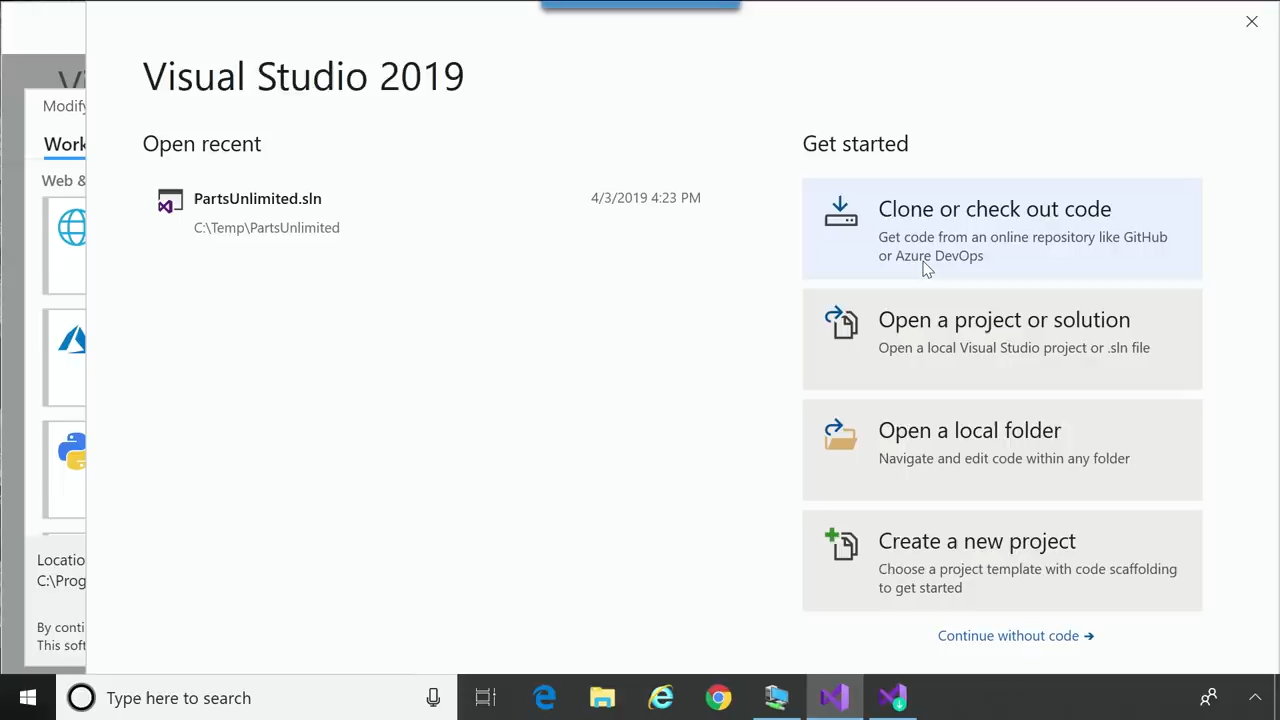 Visual Studio 2019
Modify
Work
Web &
Locatio
C:\Prog
By conti
This soft
Open recent
PartsUnlimited.sln
4/3/2019 4:23 PM
C:\Temp\PartsUnlimited
Get started
Clone or check out code
Get code from an online repository like GitHub
or Azure DevOps
Open a project or solution
Open a local Visual Studio project or .sln file
Open a local folder
Navigate and edit code within any folder
Create a new project
Choose a project template with code scaffolding
to get started
Continue without code
Type here to search